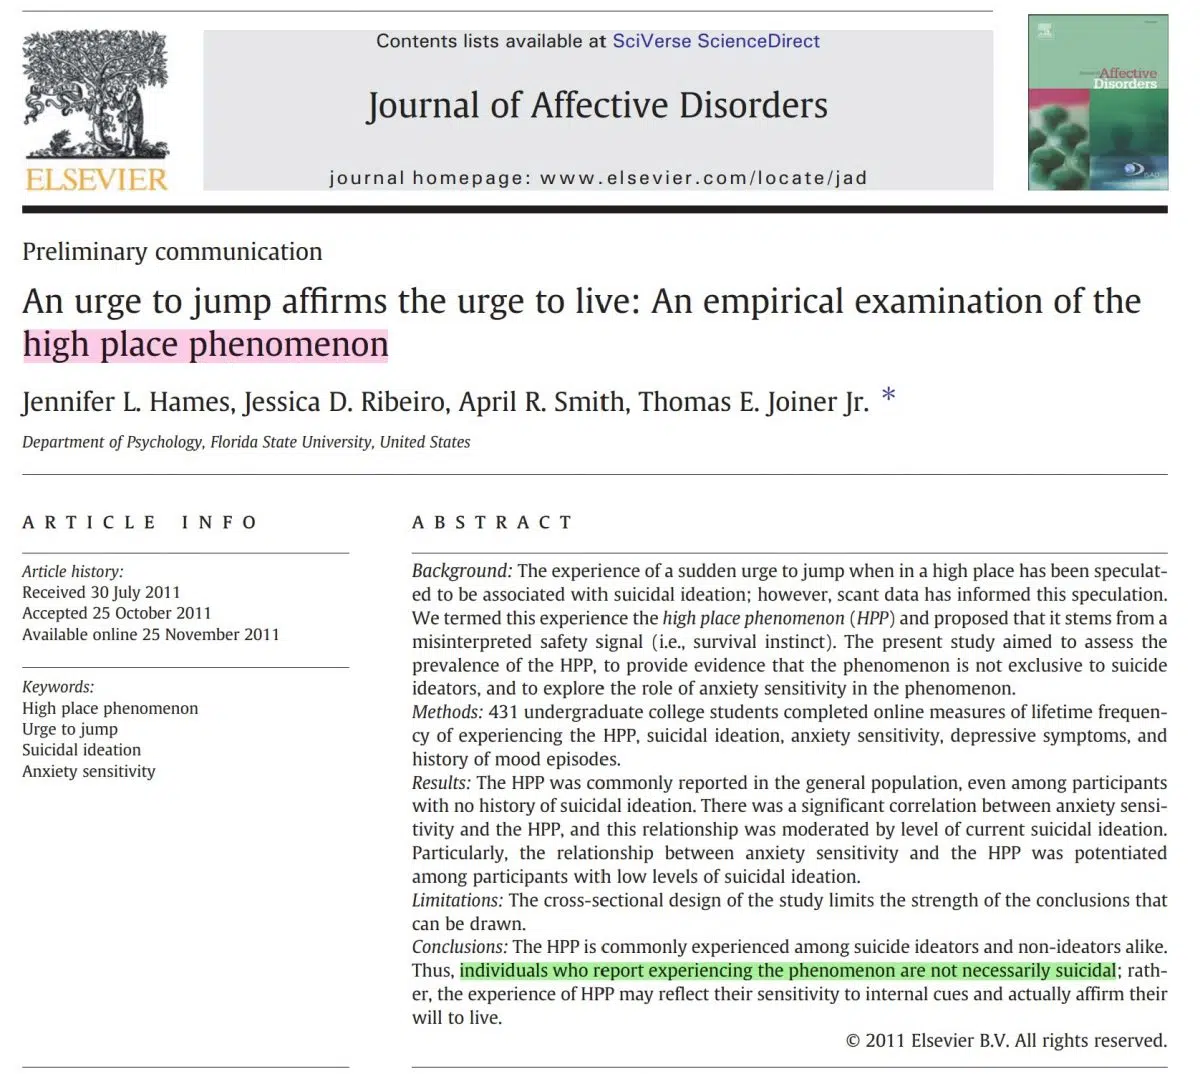 Contents lists available at SciVerse ScienceDirect
Journal of Affective Disorders
journal homepage: www.elsevier.com/locate/jad
ELSEVIER
Affective
Disorders
Preliminary communication
An urge to jump affirms the urge to live: An empirical examination of the
high place phenomenon
Jennifer L. Hames, Jessica D. Ribeiro, April R. Smith, Thomas E. Joiner Jr. *
Department of Psychology, Florida State University, United States
ARTICLE INFO
Article history:
Received 30 July 2011
Accepted 25 October 2011
Available online 25 November 2011
Keywords:
High place phenomenon
Urge to jump
Suicidal ideation
Anxiety sensitivity
ABSTRACT
Background: The experience of a sudden urge to jump when in a high place has been speculat-
ed to be associated with suicidal ideation; however, scant data has informed this speculation.
We termed this experience the high place phenomenon (HPP) and proposed that it stems from a
misinterpreted safety signal (i.e., survival instinct). The present study aimed to assess the
prevalence of the HPP, to provide evidence that the phenomenon is not exclusive to suicide
ideators, and to explore the role of anxiety sensitivity in the phenomenon.
Methods: 431 undergraduate college students completed online measures of lifetime frequen-
cy of experiencing the HPP, suicidal ideation, anxiety sensitivity, depressive symptoms, and
history of mood episodes.
Results: The HPP was commonly reported in the general population, even among participants
with no history of suicidal ideation. There was a significant correlation between anxiety sensi-
tivity and the HPP, and this relationship was moderated by level of current suicidal ideation.
Particularly, the relationship between anxiety sensitivity and the HPP was potentiated
among participants with low levels of suicidal ideation.
Limitations: The cross-sectional design of the study limits the strength of the conclusions that
can be drawn.
Conclusions: The HPP is commonly experienced among suicide ideators and non-ideators alike.
Thus, individuals who report experiencing the phenomenon are not necessarily suicidal; rath-
er, the experience of HPP may reflect their sensitivity to internal cues and actually affirm their
will to live.
© 2011 Elsevier B.V. All rights reserved.